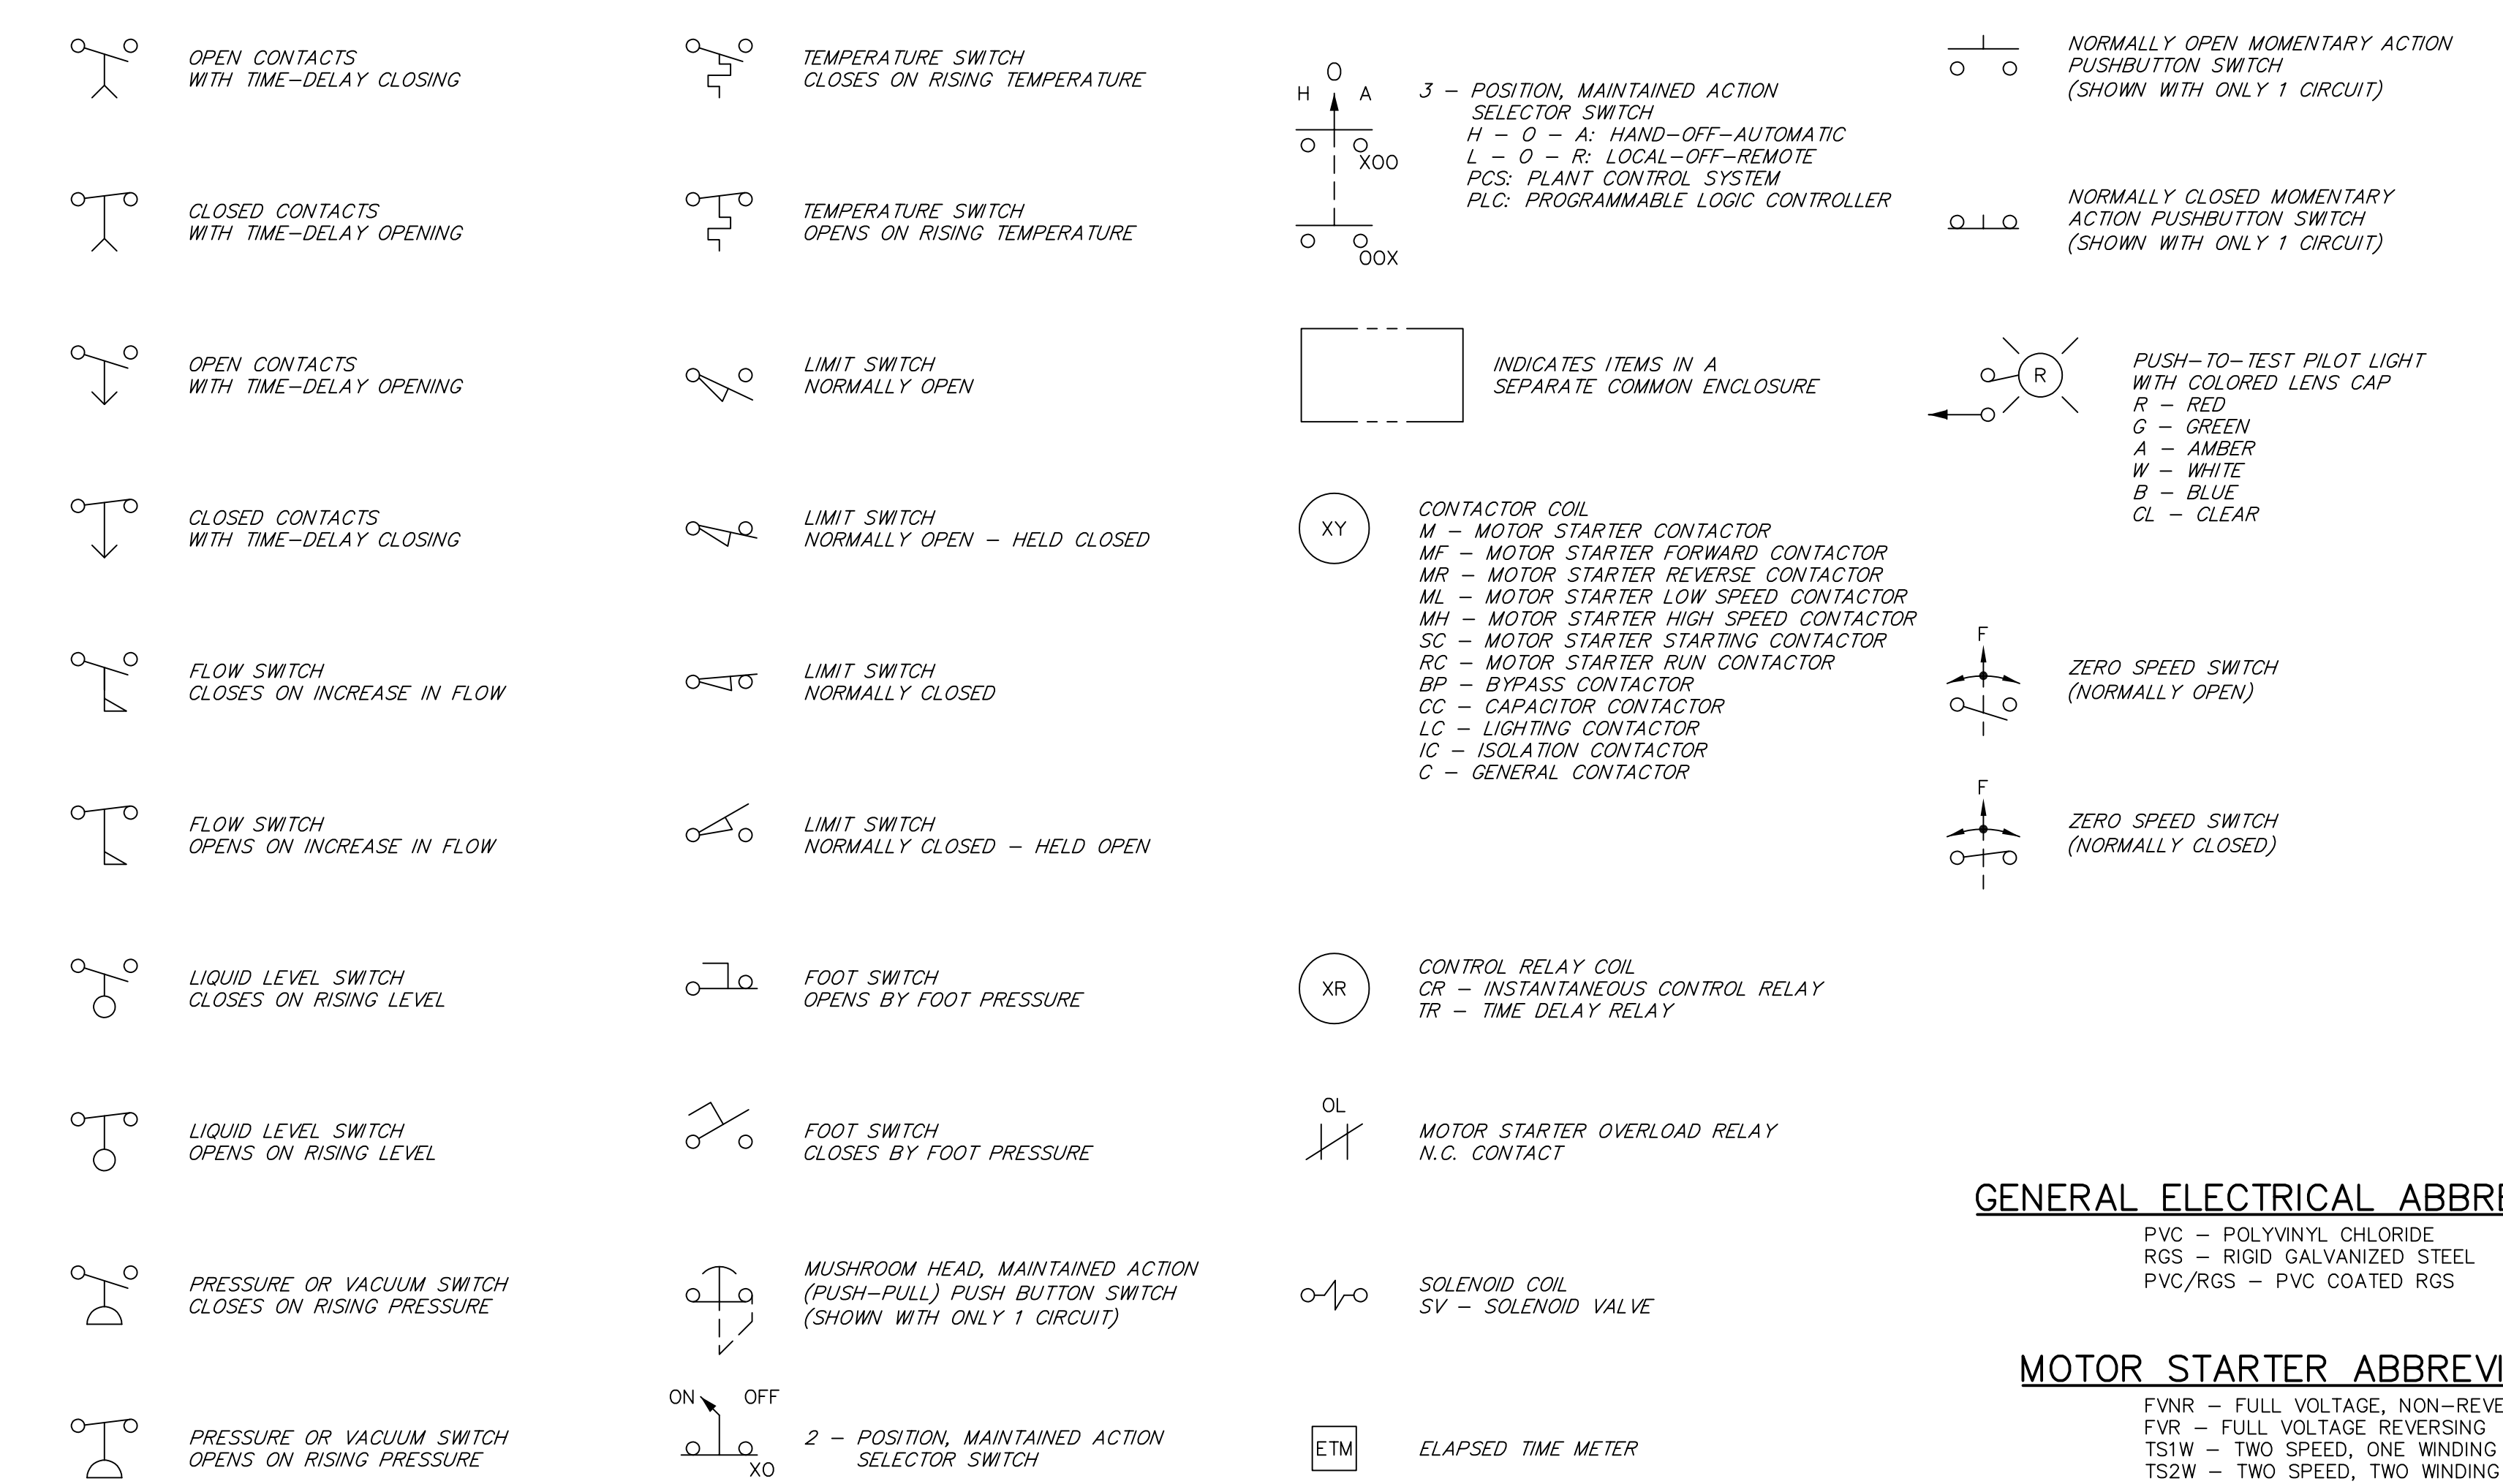 OPEN CONTACTS
WITH TIME-DELAY CLOSING
CLOSED CONTACTS
WITH TIME-DELAY OPENING
OPEN CONTACTS
WITH TIME-DELAY OPENING
CLOSED CONTACTS
WITH TIME-DELAY CLOSING
FLOW SWITCH
CLOSES ON INCREASE IN FLOW
FLOW SWITCH
OPENS ON INCREASE IN FLOW
LIQUID LEVEL SWITCH
CLOSES ON RISING LEVEL
LIQUID LEVEL SWITCH
OPENS ON RISING LEVEL
PRESSURE OR VACUUM SWITCH
CLOSES ON RISING PRESSURE
PRESSURE OR VACUUM SWITCH
OPENS ON RISING PRESSURE
TEMPERATURE SWITCH
CLOSES ON RISING TEMPERATURE
TEMPERATURE SWITCH
OPENS ON RISING TEMPERATURE
LIMIT SWITCH
NORMALLY OPEN
LIMIT SWITCH
NORMALLY OPEN - HELD CLOSED
LIMIT SWITCH
NORMALLY CLOSED
LIMIT SWITCH
NORMALLY CLOSED - HELD OPEN
FOOT SWITCH
OPENS BY FOOT PRESSURE
FOOT SWITCH
CLOSES BY FOOT PRESSURE
MUSHROOM HEAD, MAINTAINED ACTION
(PUSH-PULL) PUSH BUTTON SWITCH
(SHOWN WITH ONLY 1 CIRCUIT)
ON OFF
XO
2 - POSITION, MAINTAINED ACTION
SELECTOR SWITCH
O
H A
XOO
OOX
3 - POSITION, MAINTAINED ACTION
SELECTOR SWITCH
H - O - A: HAND-OFF-AUTOMATIC
L - O - R: LOCAL-OFF-REMOTE
PCS: PLANT CONTROL SYSTEM
PLC: PROGRAMMABLE LOGIC CONTROLLER
INDICATES ITEMS IN A
SEPARATE COMMON ENCLOSURE
XY
CONTACTOR COIL
M - MOTOR STARTER CONTACTOR
MF - MOTOR STARTER FORWARD CONTACTOR
MR - MOTOR STARTER REVERSE CONTACTOR
ML - MOTOR STARTER LOW SPEED CONTACTOR
MH - MOTOR STARTER HIGH SPEED CONTACTOR
SC - MOTOR STARTER STARTING CONTACTOR
RC - MOTOR STARTER RUN CONTACTOR
BP - BYPASS CONTACTOR
CC - CAPACITOR CONTACTOR
LC - LIGHTING CONTACTOR
IC - ISOLATION CONTACTOR
C - GENERAL CONTACTOR
XR
CONTROL RELAY COIL
CR - INSTANTANEOUS CONTROL RELAY
TR - TIME DELAY RELAY
OL
MOTOR STARTER OVERLOAD RELAY
N.C. CONTACT
SOLENOID COIL
SV - SOLENOID VALVE
ETM
ELAPSED TIME METER
NORMALLY OPEN MOMENTARY ACTION
PUSHBUTTON SWITCH
(SHOWN WITH ONLY 1 CIRCUIT)
NORMALLY CLOSED MOMENTARY
ACTION PUSHBUTTON SWITCH
(SHOWN WITH ONLY 1 CIRCUIT)
R
PUSH-TO-TEST PILOT LIGHT
WITH COLORED LENS CAP
R - RED
G - GREEN
A - AMBER
W - WHITE
B - BLUE
CL - CLEAR
F
ZERO SPEED SWITCH
(NORMALLY OPEN)
F
ZERO SPEED SWITCH
(NORMALLY CLOSED)
GENERAL ELECTRICAL ABBRE
PVC - POLYVINYL CHLORIDE
RGS - RIGID GALVANIZED STEEL
PVC/RGS - PVC COATED RGS
MOTOR STARTER ABBREVI
FVNR - FULL VOLTAGE, NON-REVE
FVR - FULL VOLTAGE REVERSING
TS1W - TWO SPEED, ONE WINDING
TS2W - TWO SPEED, TWO WINDING